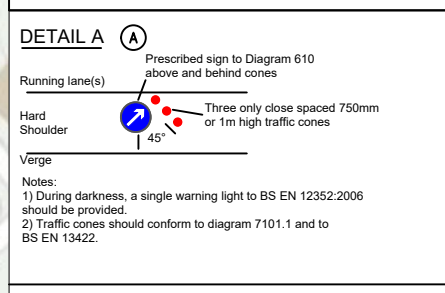 DETAIL A A
Prescribed sign to Diagram 610
above and behind cones
Running lane(s)
Three only close spaced 750mm
or 1m high traffic cones
Hard
Shoulder
45°
Verge
Notes:
1) During darkness, a single warning light to BS EN 12352:2006
should be provided.
2) Traffic cones should conform to diagram 7101.1 and to
BS EN 13422.